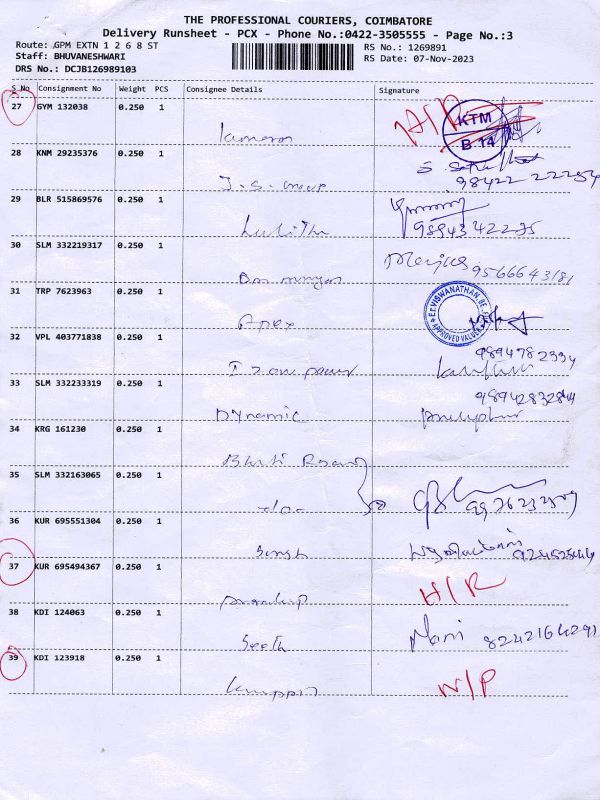 THE PROFESSIONAL COURIERS, COIMBATORE
Delivery Runsheet - PCX - Phone No.:0422-3505555 - Page No.:3
Route: GPM EXTN 1 2 6 8 ST
RS No.: 1269891
Staff: BHUVANESHWARI
RS Date: 07-Nov-2023
DRS No.: DCJB126989103
S No Consignment No Weight PCS Consignee Details Signature
27 GYM 132038 0.250 1
H/R
KTM
B-14
28 KNM 29235376 0.250 1
29 BLR 515869576 0.250 1
Lalitha 9894342235
30 SLM 332219317 0.250 1
9566643181
31 TRP 7623963 0.250 1
Apex
APPROVED VALUER
32 VPL 403771838 0.250 1
9894782334
33 SLM 332233319 0.250 1
9894283284
Dynamic
34 KRG 161230 0.250 1
35 SLM 332163065 0.250 1
36 KUR 695551304 0.250 1
Singh
37 KUR 695494367 0.250 1
H/R
38 KDI 124063 0.250 1
Mani 8242164291
39 KDI 123918 0.250 1
N/P